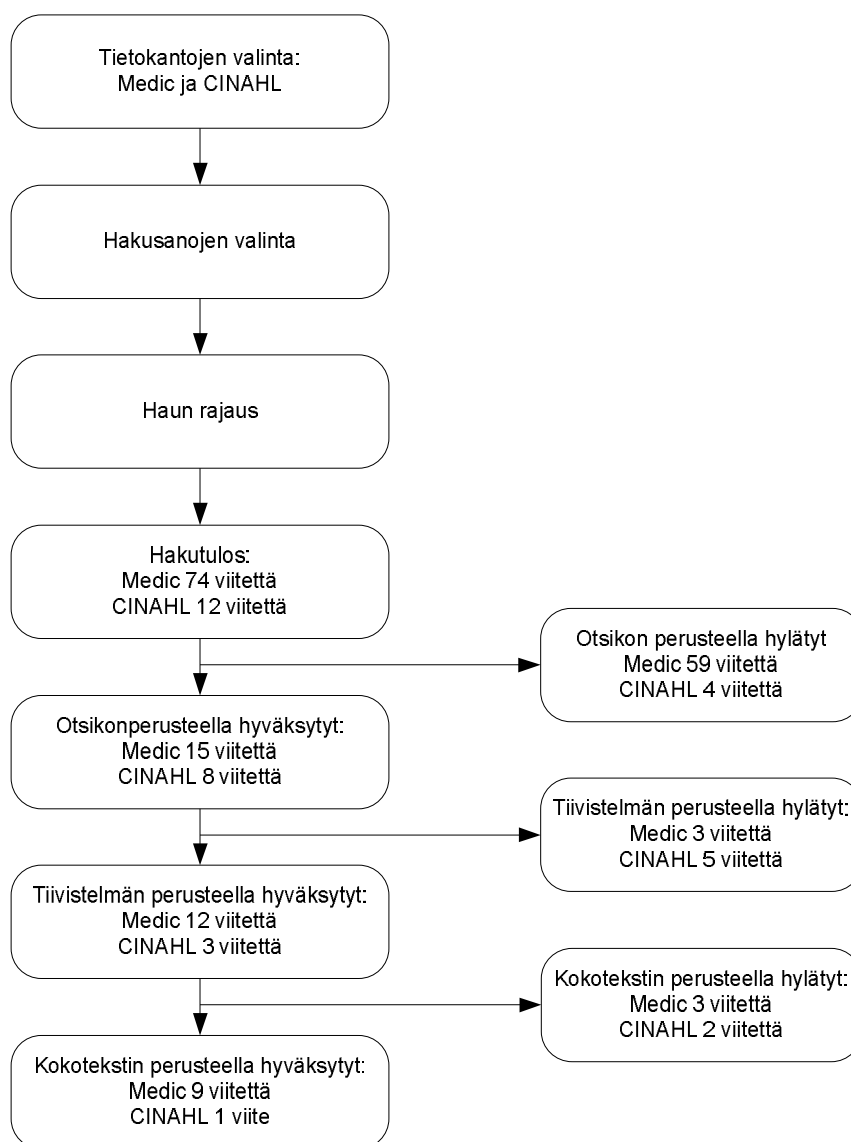 Tietokantojen valinta:
Medic ja CINAHL
Hakusanojen valinta
Haun rajaus
Hakutulos:
Medic 74 viitettä
CINAHL 12 viitettä
Otsikon perusteella hylätyt
Medic 59 viitettä
CINAHL 4 viitettä
Otsikonperusteella hyväksytyt:
Medic 15 viitettä
CINAHL 8 viitettä
Tiivistelmän perusteella hylätyt:
Medic 3 viitettä
CINAHL 5 viitettä
Tiivistelmän perusteella hyväksytyt:
Medic 12 viitettä
CINAHL 3 viitettä
Kokotekstin perusteella hylätyt:
Medic 3 viitettä
CINAHL 2 viitettä
Kokotekstin perusteella hyväksytyt:
Medic 9 viitettä
CINAHL 1 viite